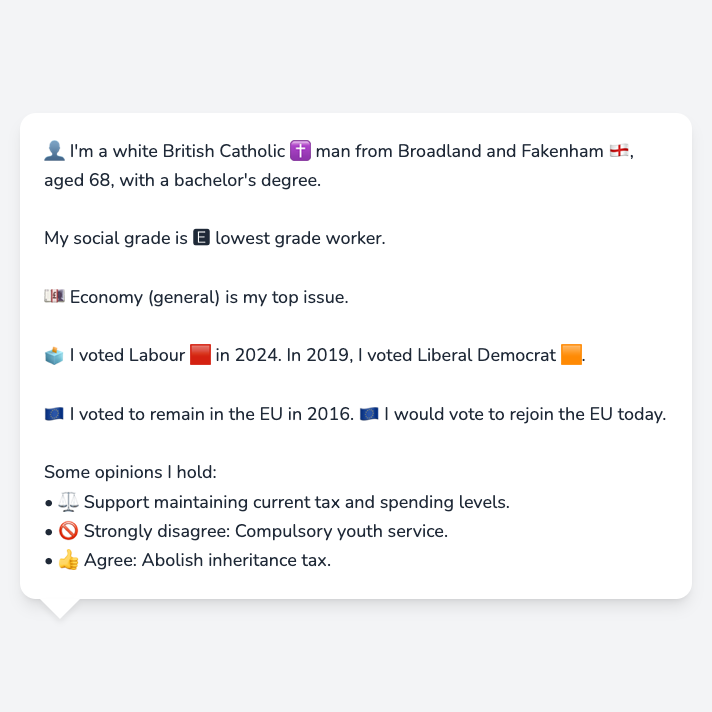 👤 I'm a white British Catholic ✝️ man from Broadland and Fakenham 🏴󠁧󠁢󠁥󠁮󠁧󠁿,
aged 68, with a bachelor's degree.
My social grade is 🅴 lowest grade worker.
💷 Economy (general) is my top issue.
🗳️ I voted Labour 🟥 in 2024. In 2019, I voted Liberal Democrat 🟧.
🇪🇺 I voted to remain in the EU in 2016. 🇪🇺 I would vote to rejoin the EU today.
Some opinions I hold:
• ⚖️ Support maintaining current tax and spending levels.
• 🚫 Strongly disagree: Compulsory youth service.
• 👍 Agree: Abolish inheritance tax.